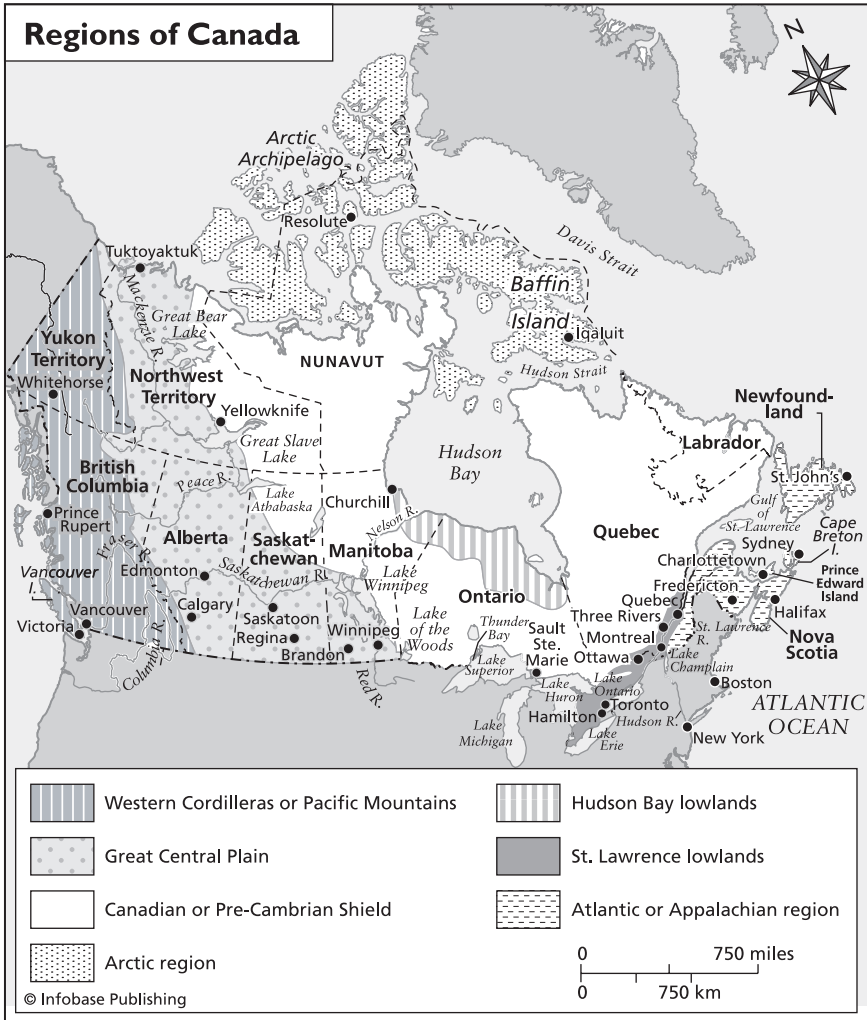 Regions of Canada
N
Arctic
Archipelago
Resolute
Davis Strait
Tuktoyaktuk
Mackenzie R.
Great Bear
Lake
Baffin
Island
Iqaluit
Hudson Strait
Yukon
Territory
Whitehorse
NUNAVUT
Northwest
Territory
Yellowknife
Great Slave
Lake
Newfound-
land
Labrador
St. John's
Hudson
Bay
British
Columbia
Peace R.
Lake
Athabaska
Churchill
Nelson R.
Gulf
of
St. Lawrence
Cape
Breton
I.
Sydney
Prince
Rupert
Fraser R.
Alberta
Edmonton
Saskat-
chewan
Saskatchewan R.
Manitoba
Lake
Winnipeg
Quebec
Charlottetown
Prince
Edward
Island
Fredericton
Vancouver
I.
Vancouver
Victoria
Columbia R.
Calgary
Saskatoon
Regina
Brandon
Winnipeg
Red R.
Lake
of the
Woods
Ontario
Thunder
Bay
Lake
Superior
Sault
Ste.
Marie
Quebec
Three Rivers
Montreal
Ottawa
St. Lawrence
R.
Lake
Champlain
Halifax
Nova
Scotia
Lake
Huron
Lake
Ontario
Toronto
Hamilton
Hudson R.
Lake
Michigan
Lake
Erie
Boston
New York
ATLANTIC
OCEAN
Western Cordilleras or Pacific Mountains
Great Central Plain
Canadian or Pre-Cambrian Shield
Arctic region
Hudson Bay lowlands
St. Lawrence lowlands
Atlantic or Appalachian region
0 750 miles
0 750 km
© Infobase Publishing